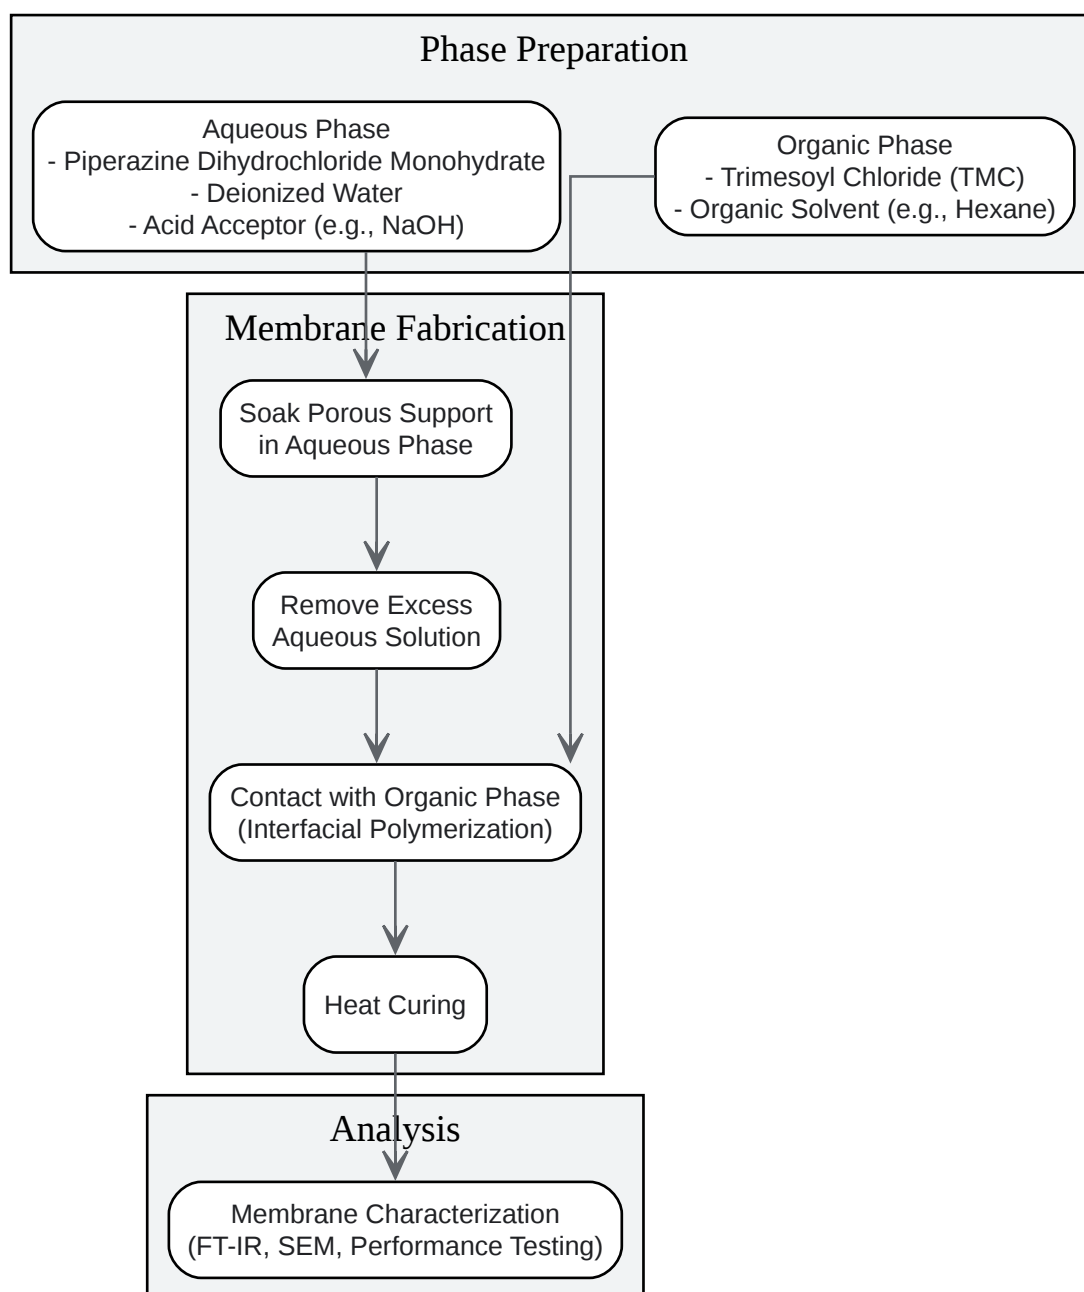 Phase Preparation
Aqueous Phase
- Piperazine Dihydrochloride Monohydrate
- Deionized Water
- Acid Acceptor (e.g., NaOH)
Organic Phase
- Trimesoyl Chloride (TMC)
- Organic Solvent (e.g., Hexane)
Membrane Fabrication
Soak Porous Support
in Aqueous Phase
Remove Excess
Aqueous Solution
Contact with Organic Phase
(Interfacial Polymerization)
Heat Curing
Analysis
Membrane Characterization
(FT-IR, SEM, Performance Testing)